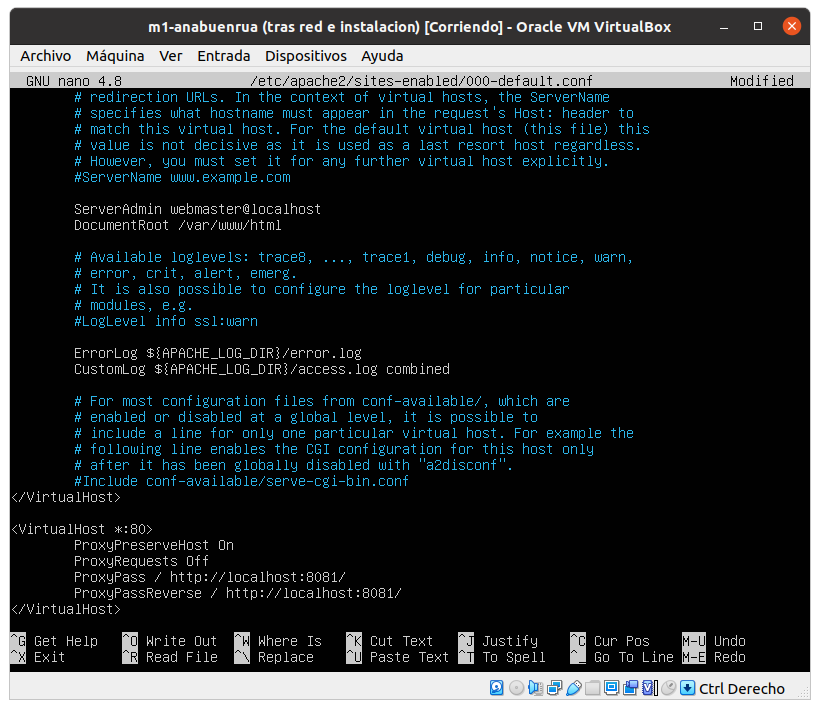 m1-anabuenrua (tras red e instalacion) [Corriendo] - Oracle VM VirtualBox
Archivo Máquina Ver Entrada Dispositivos Ayuda
GNU nano 4.8 /etc/apache2/sites-enabled/000-default.conf Modified
# redirection URLs. In the context of virtual hosts, the ServerName
# specifies what hostname must appear in the request's Host: header to
# match this virtual host. For the default virtual host (this file) this
# value is not decisive as it is used as a last resort host regardless.
# However, you must set it for any further virtual host explicitly.
#ServerName www.example.com
ServerAdmin webmaster@localhost
DocumentRoot /var/www/html
# Available loglevels: trace8, ..., trace1, debug, info, notice, warn,
# error, crit, alert, emerg.
# It is also possible to configure the loglevel for particular
# modules, e.g.
#LogLevel info ssl:warn
ErrorLog ${APACHE_LOG_DIR}/error.log
CustomLog ${APACHE_LOG_DIR}/access.log combined
# For most configuration files from conf-available/, which are
# enabled or disabled at a global level, it is possible to
# include a line for only one particular virtual host. For example the
# following line enables the CGI configuration for this host only
# after it has been globally disabled with "a2disconf".
#Include conf-available/serve-cgi-bin.conf
</VirtualHost>
<VirtualHost *:80>
ProxyPreserveHost On
ProxyRequests Off
ProxyPass / http://localhost:8081/
ProxyPassReverse / http://localhost:8081/
</VirtualHost>
^G Get Help ^O Write Out ^W Where Is ^K Cut Text ^J Justify ^C Cur Pos M-U Undo
^X Exit ^R Read File ^\ Replace ^U Paste Text ^T To Spell ^_ Go To Line M-E Redo
Ctrl Derecho